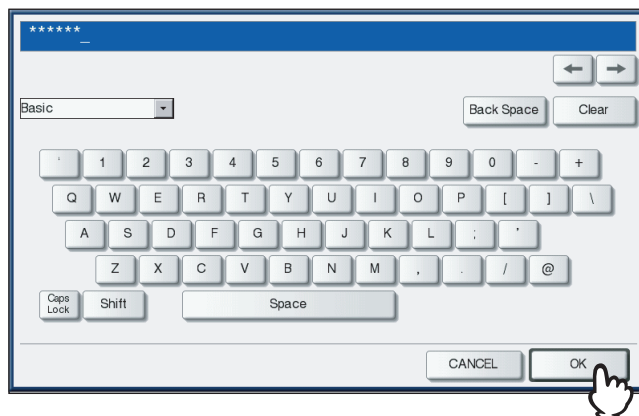 ******_
← →
Basic Back Space Clear
` 1 2 3 4 5 6 7 8 9 0 - +
Q W E R T Y U I O P [ ] \
A S D F G H J K L ; '
Z X C V B N M , . / @
Caps Lock Shift Space
CANCEL OK